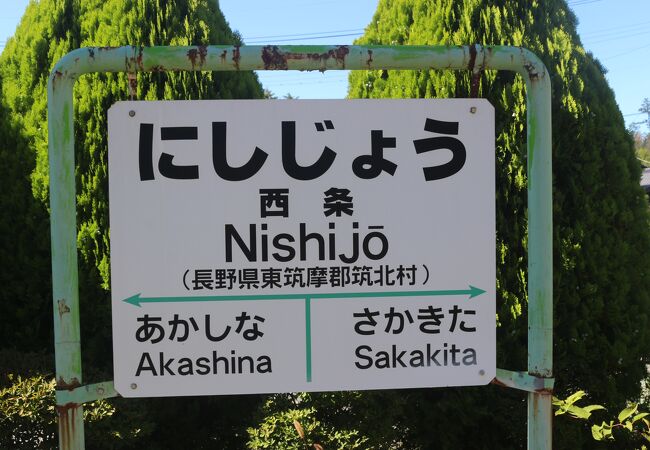 にしじょう
西条
Nishijō
（長野県東筑摩郡筑北村）
あかしな さかきた
Akashina Sakakita